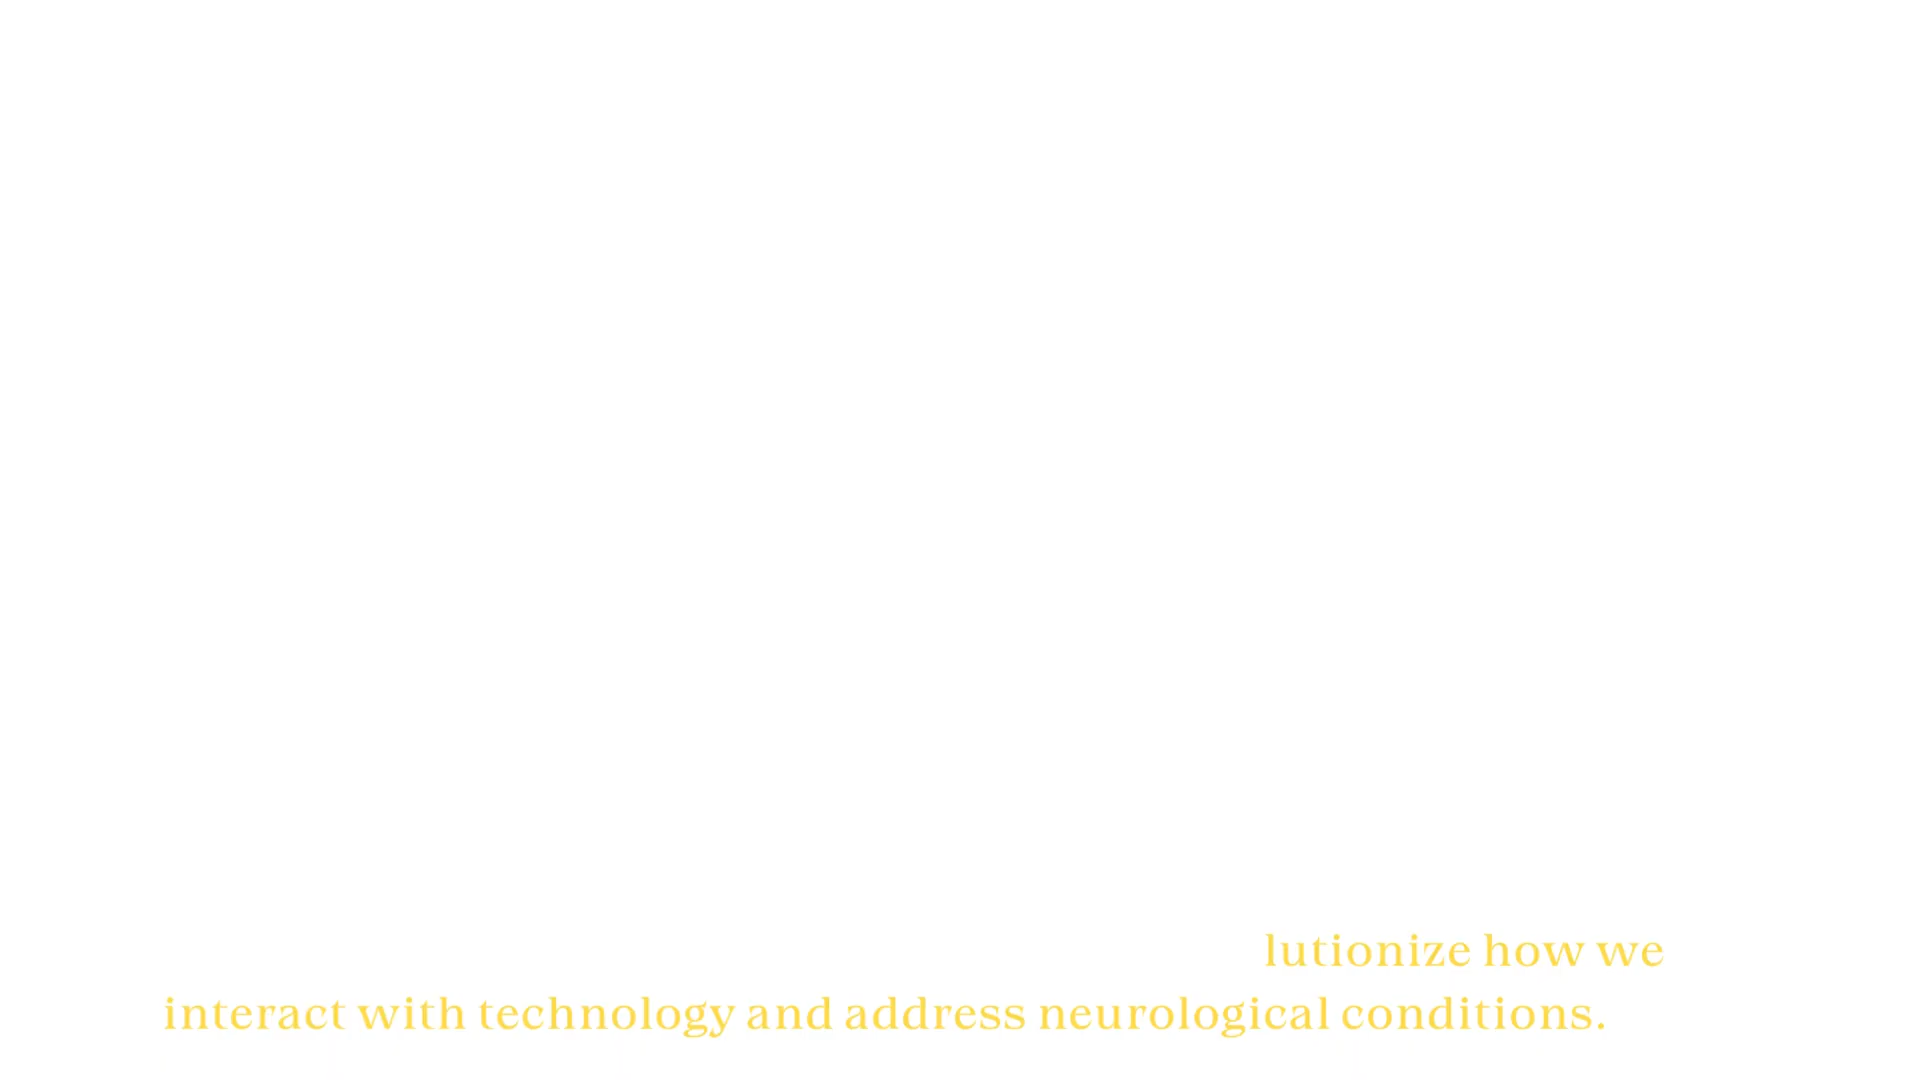 lutionize how we
interact with technology and address neurological conditions.